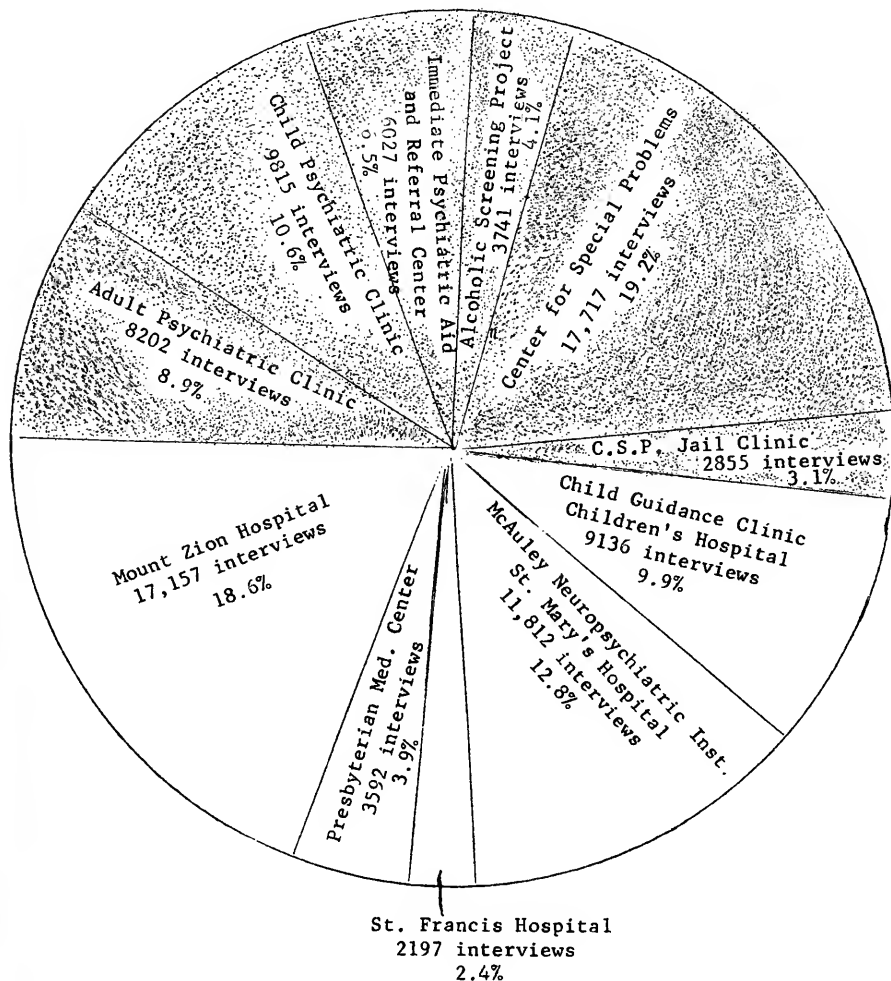 Immediate Psychiatric Aid
and Referral Center
6027 interviews
6.5%
Alcoholic Screening Project
3741 interviews
4.1%
Center for Special Problems
17,717 interviews
19.2%
C.S.P. Jail Clinic
2855 interviews
3.1%
Child Guidance Clinic
Children's Hospital
9136 interviews
9.9%
McAuley Neuropsychiatric Inst.
St. Mary's Hospital
11,812 interviews
12.8%
St. Francis Hospital
2197 interviews
2.4%
Presbyterian Med. Center
3592 interviews
3.9%
Mount Zion Hospital
17,157 interviews
18.6%
Adult Psychiatric Clinic
8202 interviews
8.9%
Child Psychiatric Clinic
9815 interviews
10.6%